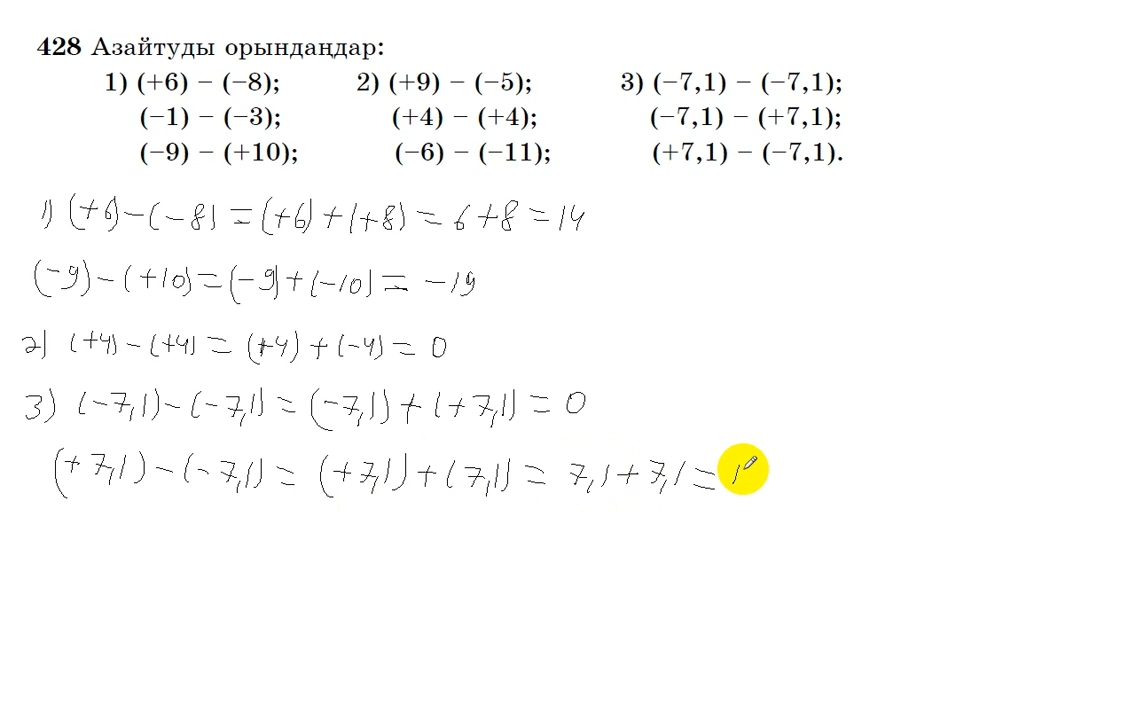 428 Азайтуды орындаңдар:
1) (+6) − (−8); 2) (+9) − (−5); 3) (−7,1) − (−7,1);
(−1) − (−3); (+4) − (+4); (−7,1) − (+7,1);
(−9) − (+10); (−6) − (−11); (+7,1) − (−7,1).
1) (+6) − (−8) = (+6) + (+8) = 6 + 8 = 14
(−9) − (+10) = (−9) + (−10) = −19
2) (+4) − (+4) = (+4) + (−4) = 0
3) (−7,1) − (−7,1) = (−7,1) + (+7,1) = 0
(+7,1) − (−7,1) = (+7,1) + (7,1) = 7,1 + 7,1 = 1